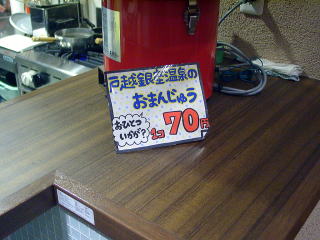 戸越銀座温泉の
おまんじゅう
おひとつ
いかが?
1コ 70円